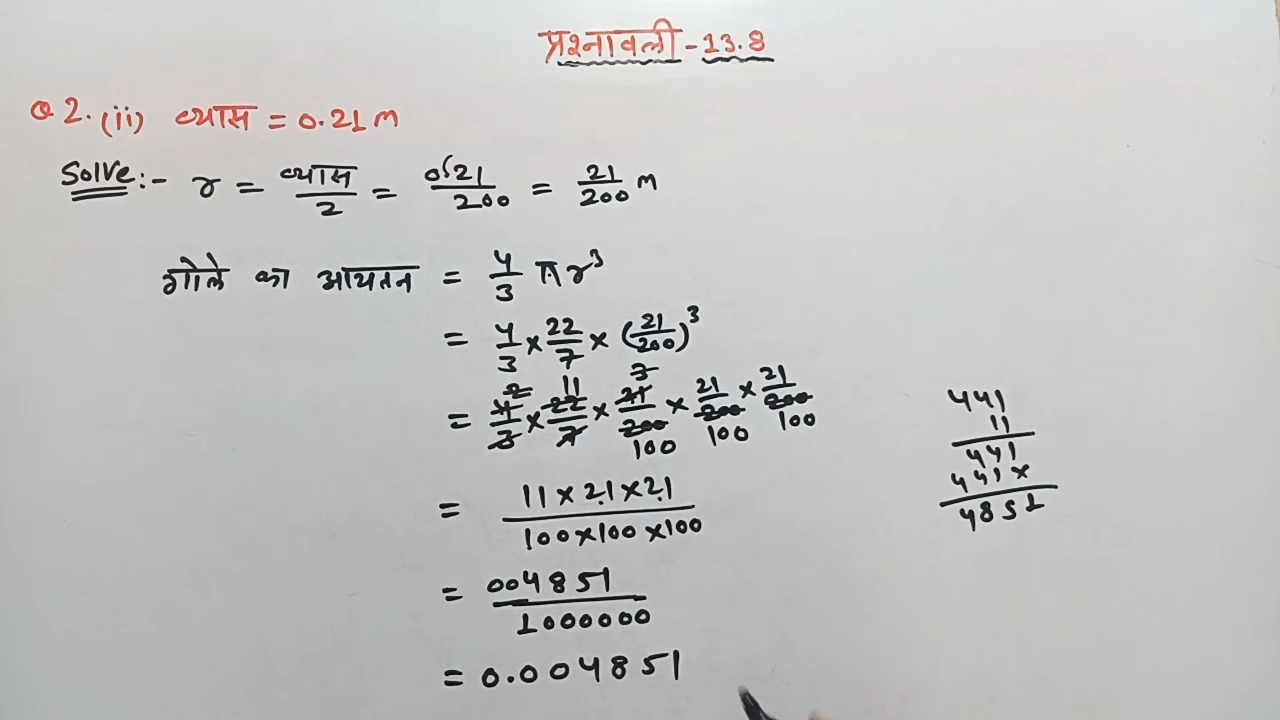 प्रश्नावली - 13.8
Q 2. (ii) व्यास = 0.21 m
Solve:- r = व्यास/2 = 0.21/200 = 21/200 m
गोले का आयतन = 4/3 πr³
= 4/3 × 22/7 × (21/200)³
= 4/3 × 22/7 × 21/200 × 21/200 × 21/200
2 11 3
100 100 100
= 11 × 21 × 21 / 100 × 100 × 100
= 004851 / 1000000
= 0.004851
441
11
441
441×
4851